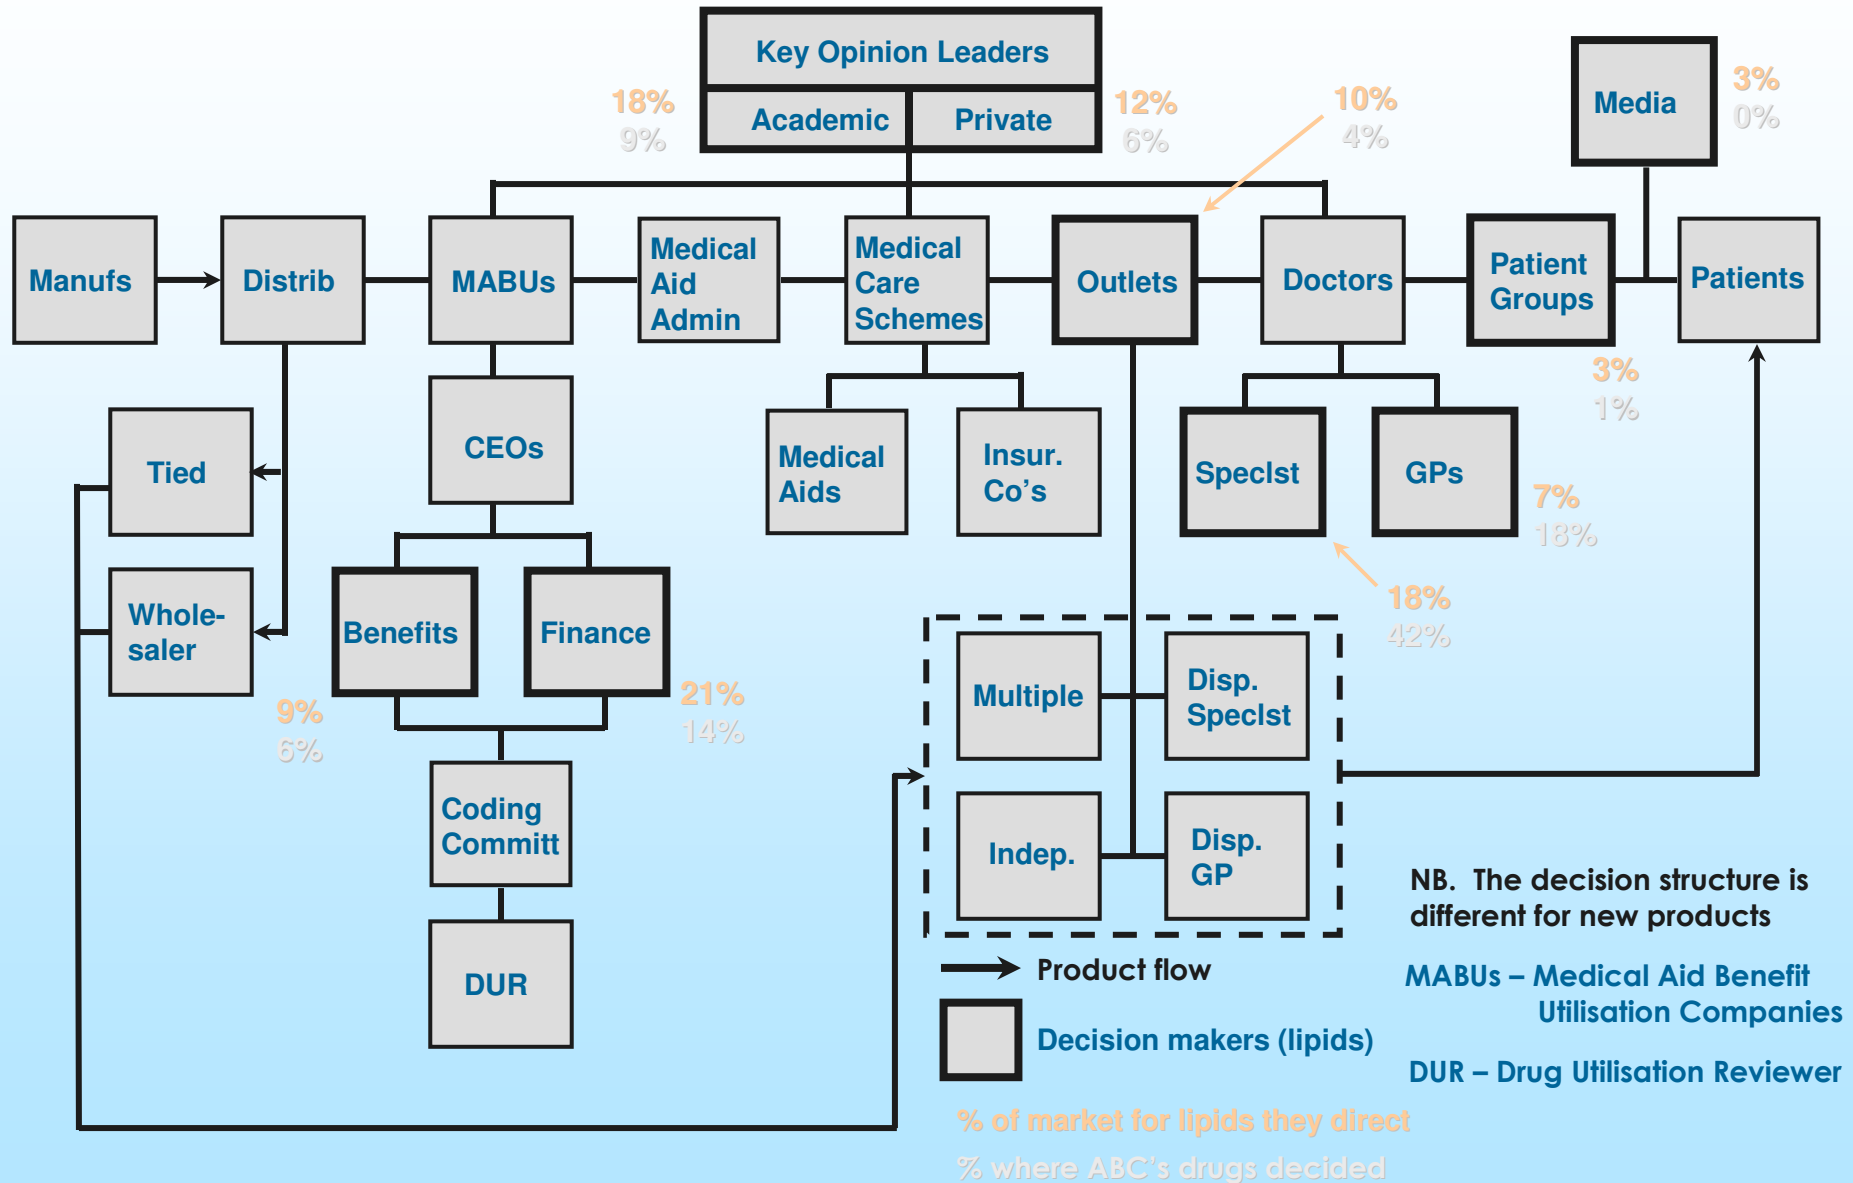 Key Opinion Leaders
Academic
Private
18%
9%
12%
6%
10%
4%
Media
3%
0%
Manufs
Distrib
MABUs
Medical
Aid
Admin
Medical
Care
Schemes
Outlets
Doctors
Patient
Groups
Patients
3%
1%
Tied
CEOs
Medical
Aids
Insur.
Co's
Speclst
GPs
7%
18%
18%
42%
Whole-
saler
Benefits
Finance
9%
6%
21%
14%
Multiple
Disp.
Speclst
Coding
Committ
Indep.
Disp.
GP
DUR
NB. The decision structure is
different for new products
MABUs – Medical Aid Benefit
Utilisation Companies
DUR – Drug Utilisation Reviewer
Product flow
Decision makers (lipids)
% of market for lipids they direct
% where ABC's drugs decided